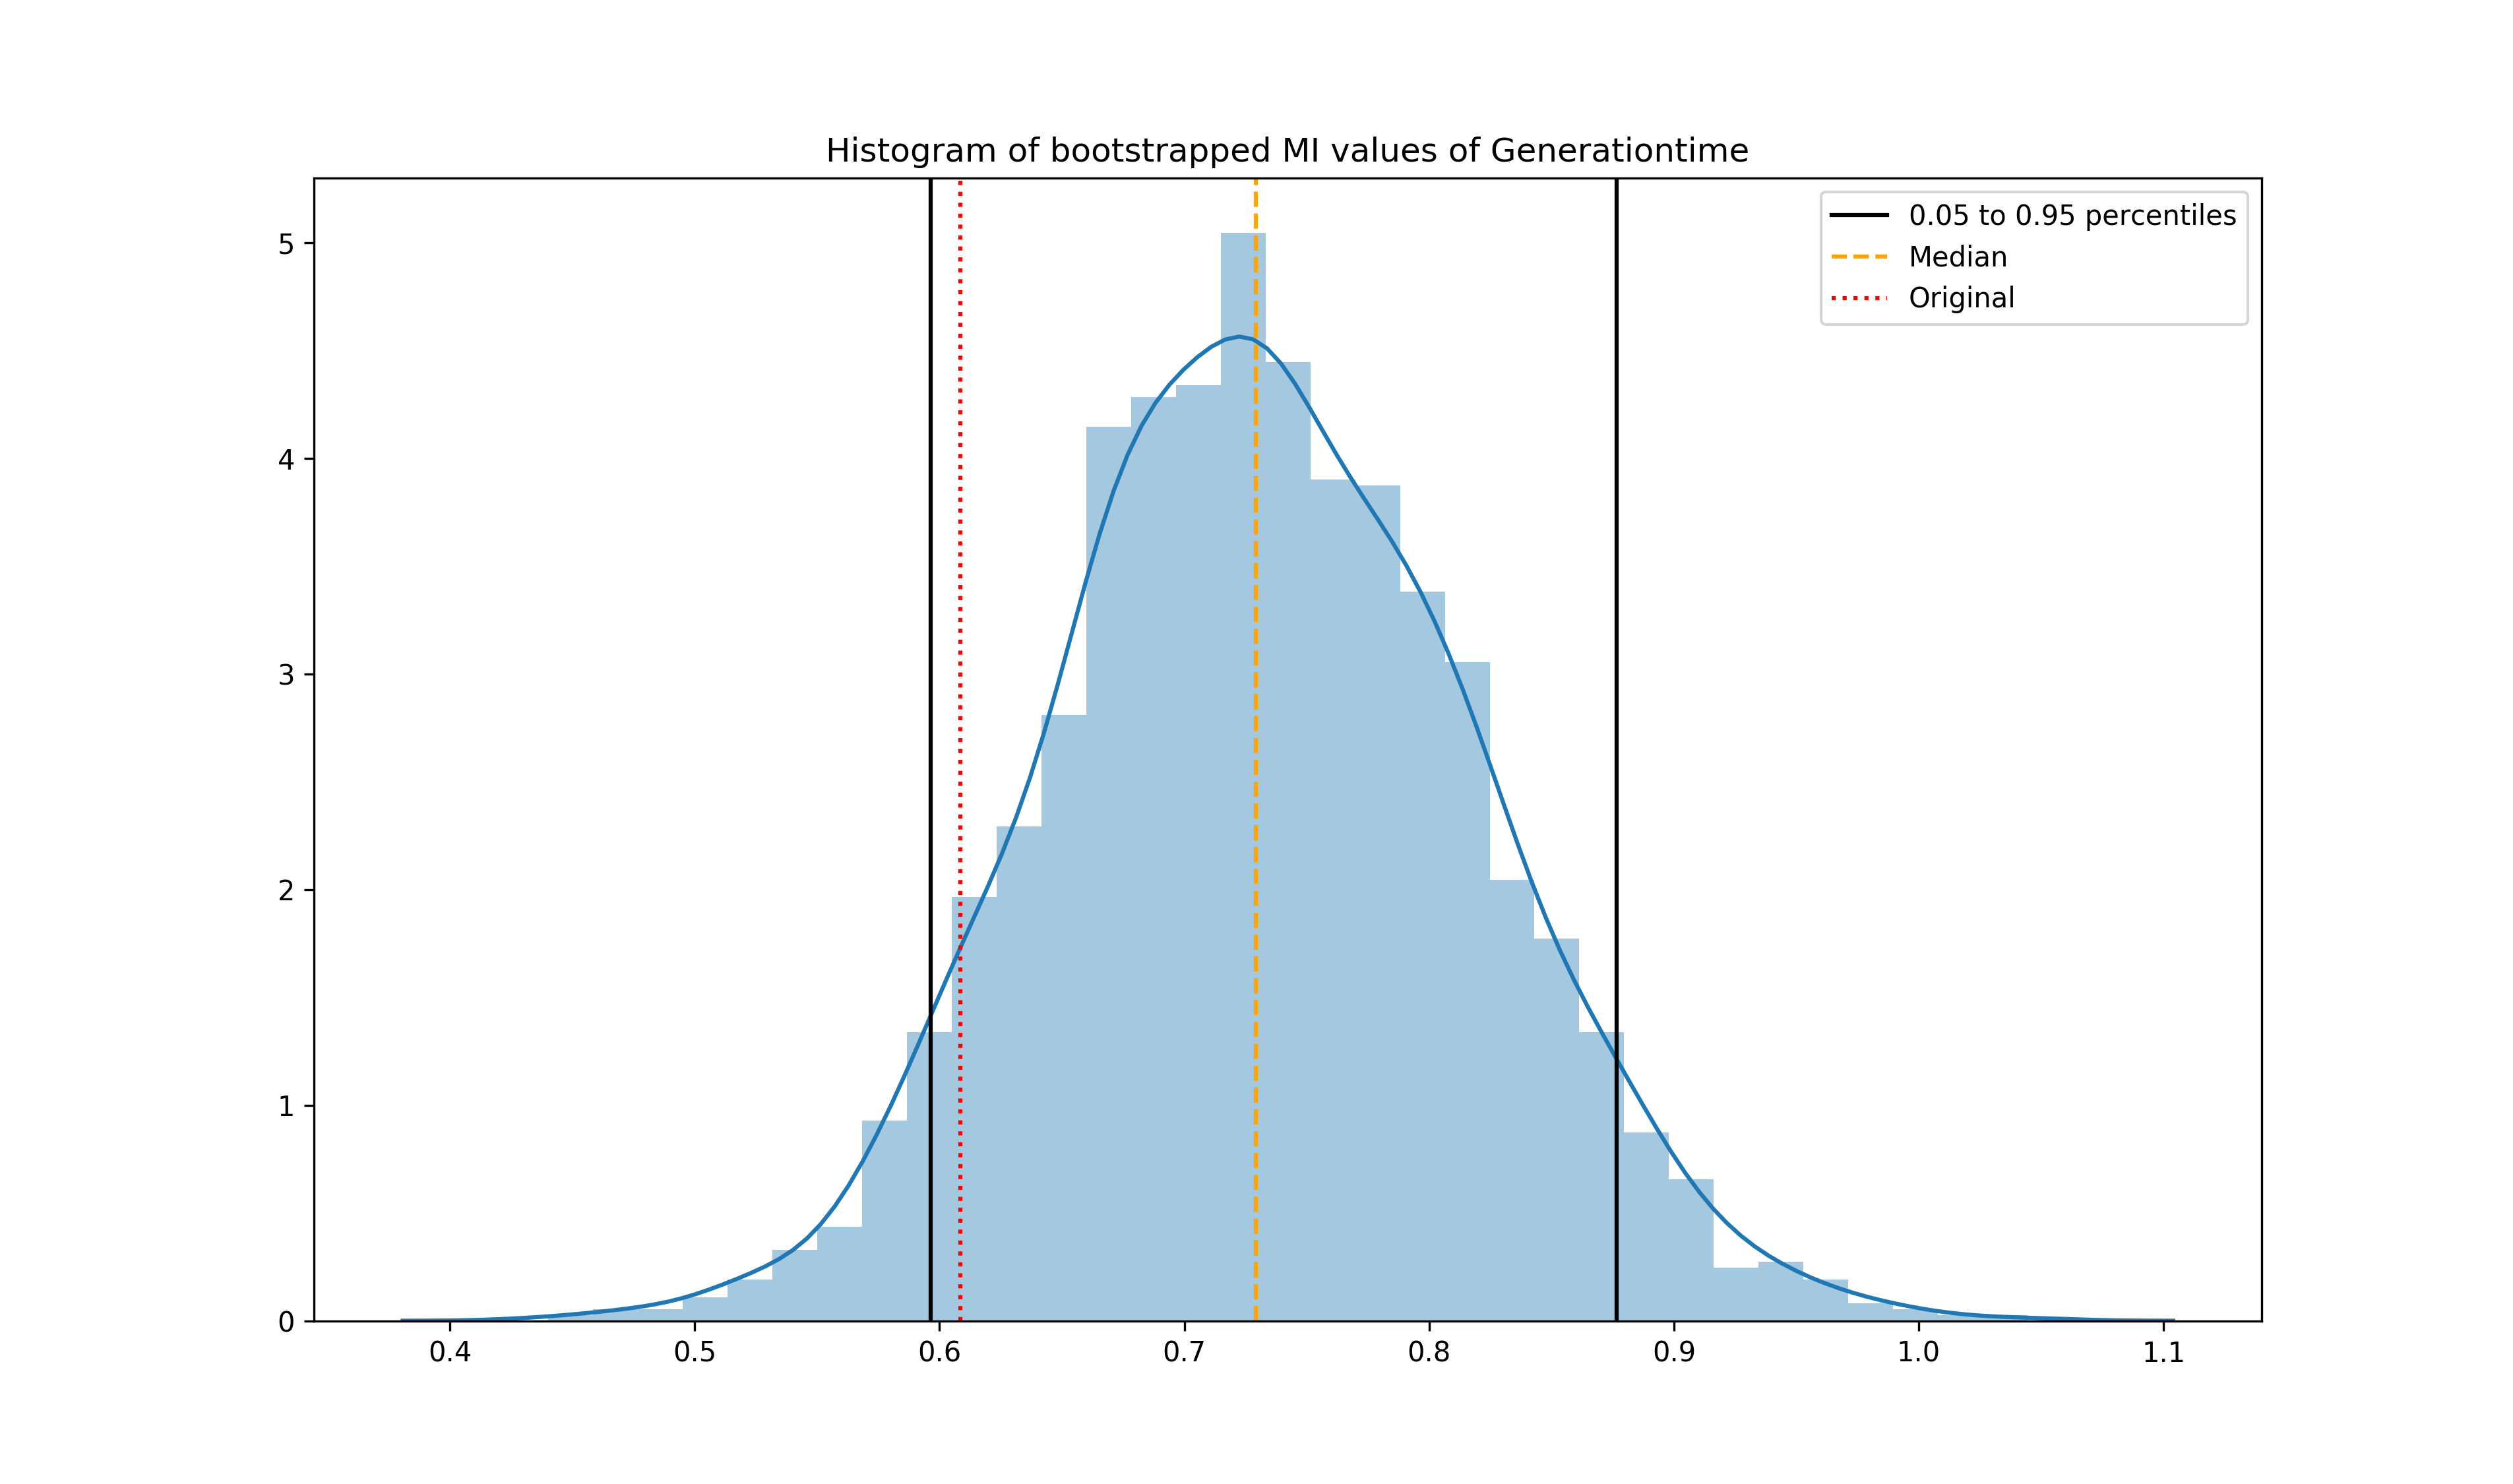 Histogram of bootstrapped MI values of Generationtime
0.05 to 0.95 percentiles
Median
Original
5
4
3
2
1
0
0.4 0.5 0.6 0.7 0.8 0.9 1.0 1.1